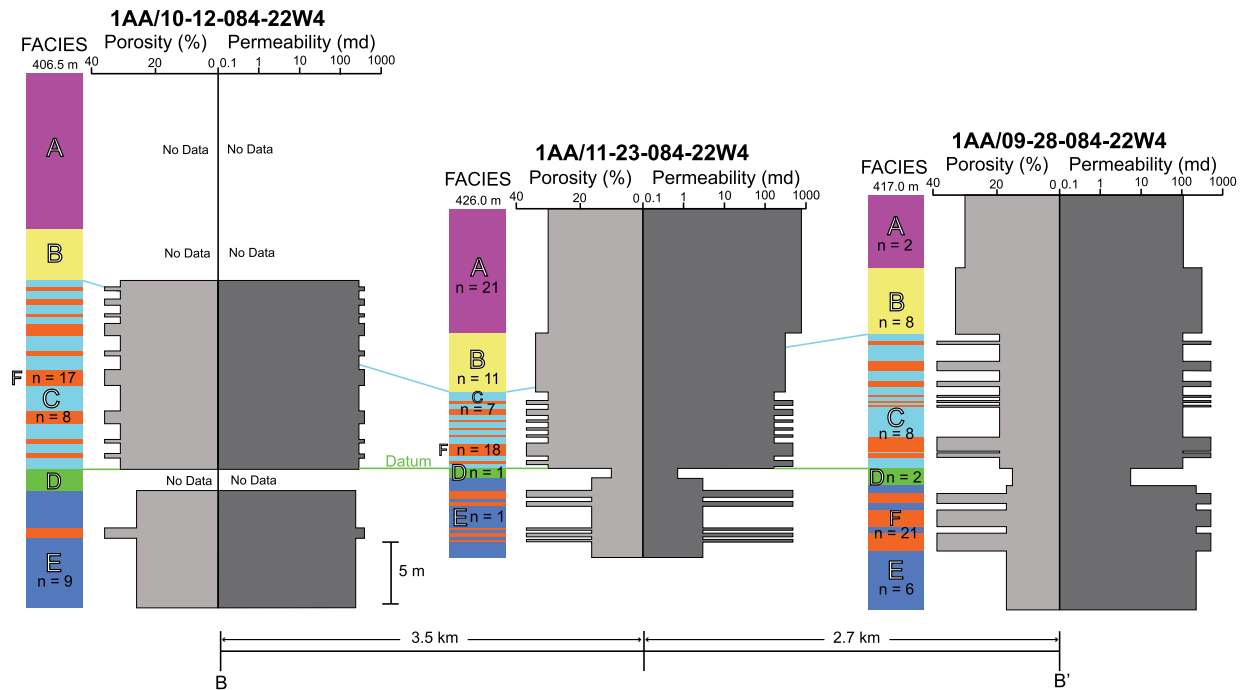 1AA/10-12-084-22W4
FACIES
Porosity (%)
Permeability (md)
406.5 m
40
20
0
0.1
1
10
100
1000
A
No Data
No Data
B
No Data
No Data
F
n = 17
C
n = 8
D
No Data
No Data
E
n = 9
Datum
5 m
1AA/11-23-084-22W4
FACIES
Porosity (%)
Permeability (md)
426.0 m
40
20
0
0.1
1
10
100
1000
A
n = 21
B
n = 11
C
n = 7
F
n = 18
D n = 1
E n = 1
1AA/09-28-084-22W4
FACIES
Porosity (%)
Permeability (md)
417.0 m
40
20
0
0.1
1
10
100
1000
A
n = 2
B
n = 8
C
n = 8
D n = 2
F
n = 21
E
n = 6
3.5 km
2.7 km
B
B'